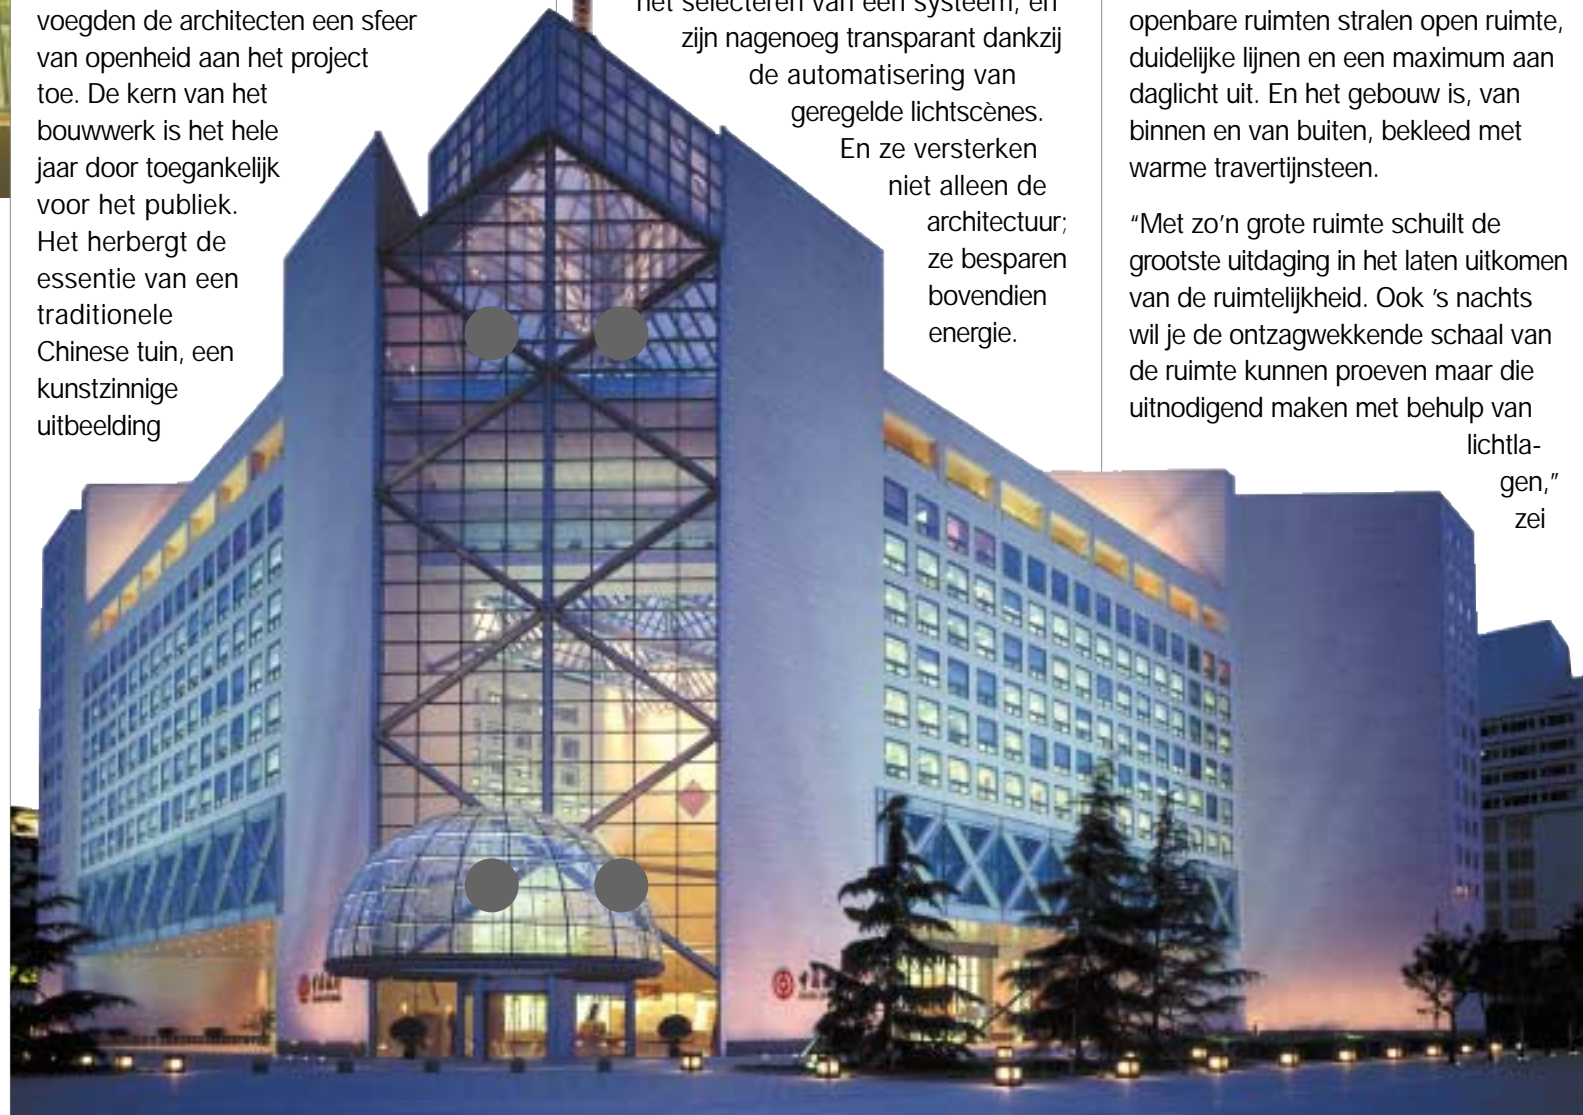 voegden de architecten een sfeer
van openheid aan het project
toe. De kern van het
bouwwerk is het hele
jaar door toegankelijk
voor het publiek.
Het herbergt de
essentie van een
traditionele
Chinese tuin, een
kunstzinnige
uitbeelding
het selecteren van een systeem, en
zijn nagenoeg transparant dankzij
de automatisering van
geregelde lichtscènes.
En ze versterken
niet alleen de
architectuur;
ze besparen
bovendien
energie.
openbare ruimten stralen open ruimte,
duidelijke lijnen en een maximum aan
daglicht uit. En het gebouw is, van
binnen en van buiten, bekleed met
warme travertijnsteen.
“Met zo’n grote ruimte schuilt de
grootste uitdaging in het laten uitkomen
van de ruimtelijkheid. Ook ’s nachts
wil je de ontzagwekkende schaal van
de ruimte kunnen proeven maar die
uitnodigend maken met behulp van
lichtla-
gen,”
zei